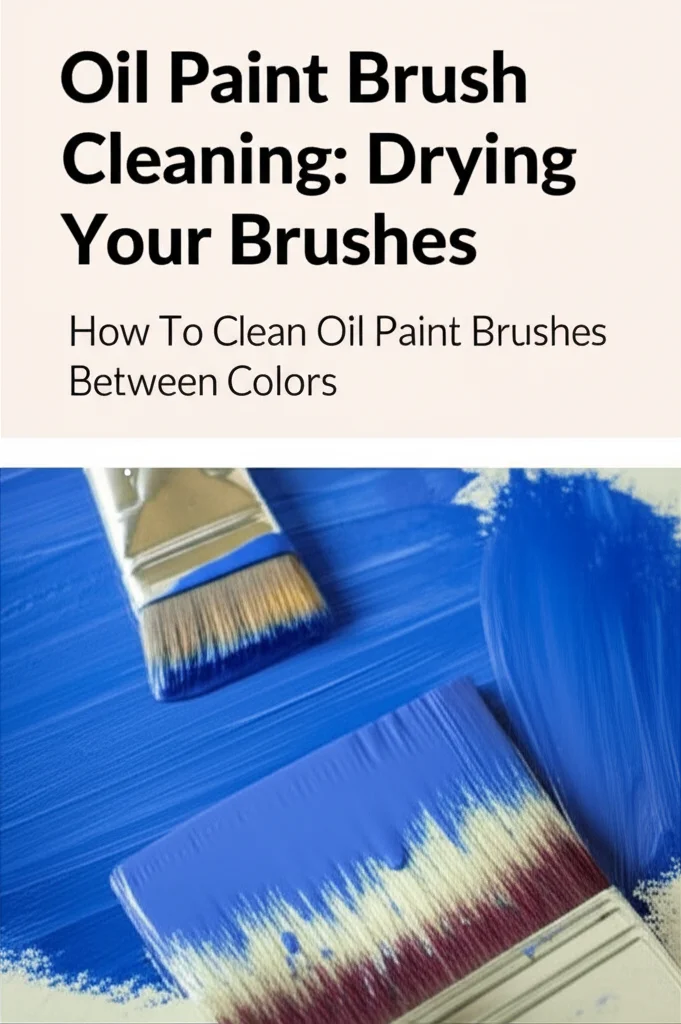 Oil Paint Brush
Cleaning: Drying
Your Brushes
How To Clean Oil Paint Brushes
Between Colors